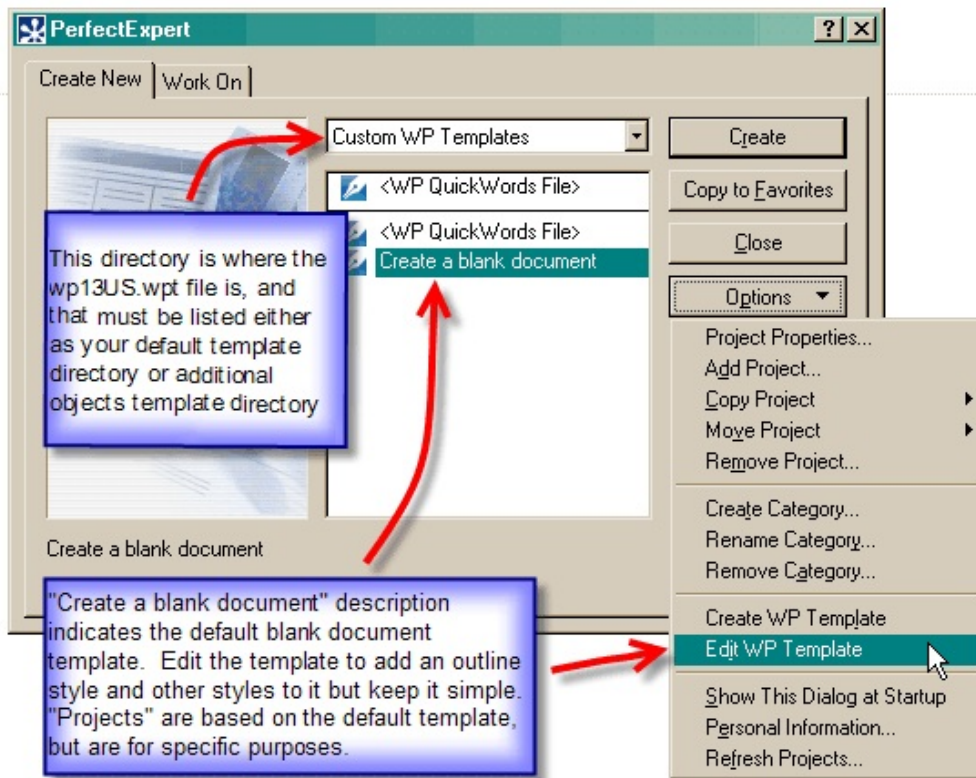 PerfectExpert
Create New
Work On
Custom WP Templates
Create
<WP QuickWords File>
Copy to Favorites
<WP QuickWords File>
Create a blank document
Close
Options
This directory is where the
wp13US.wpt file is, and
that must be listed either
as your default template
directory or additional
objects template directory
Project Properties...
Add Project...
Copy Project
Move Project
Remove Project...
Create Category...
Rename Category...
Remove Category...
Create WP Template
Edit WP Template
Show This Dialog at Startup
Personal Information...
Refresh Projects...
Create a blank document
"Create a blank document" description
indicates the default blank document
template. Edit the template to add an outline
style and other styles to it but keep it simple.
"Projects" are based on the default template,
but are for specific purposes.